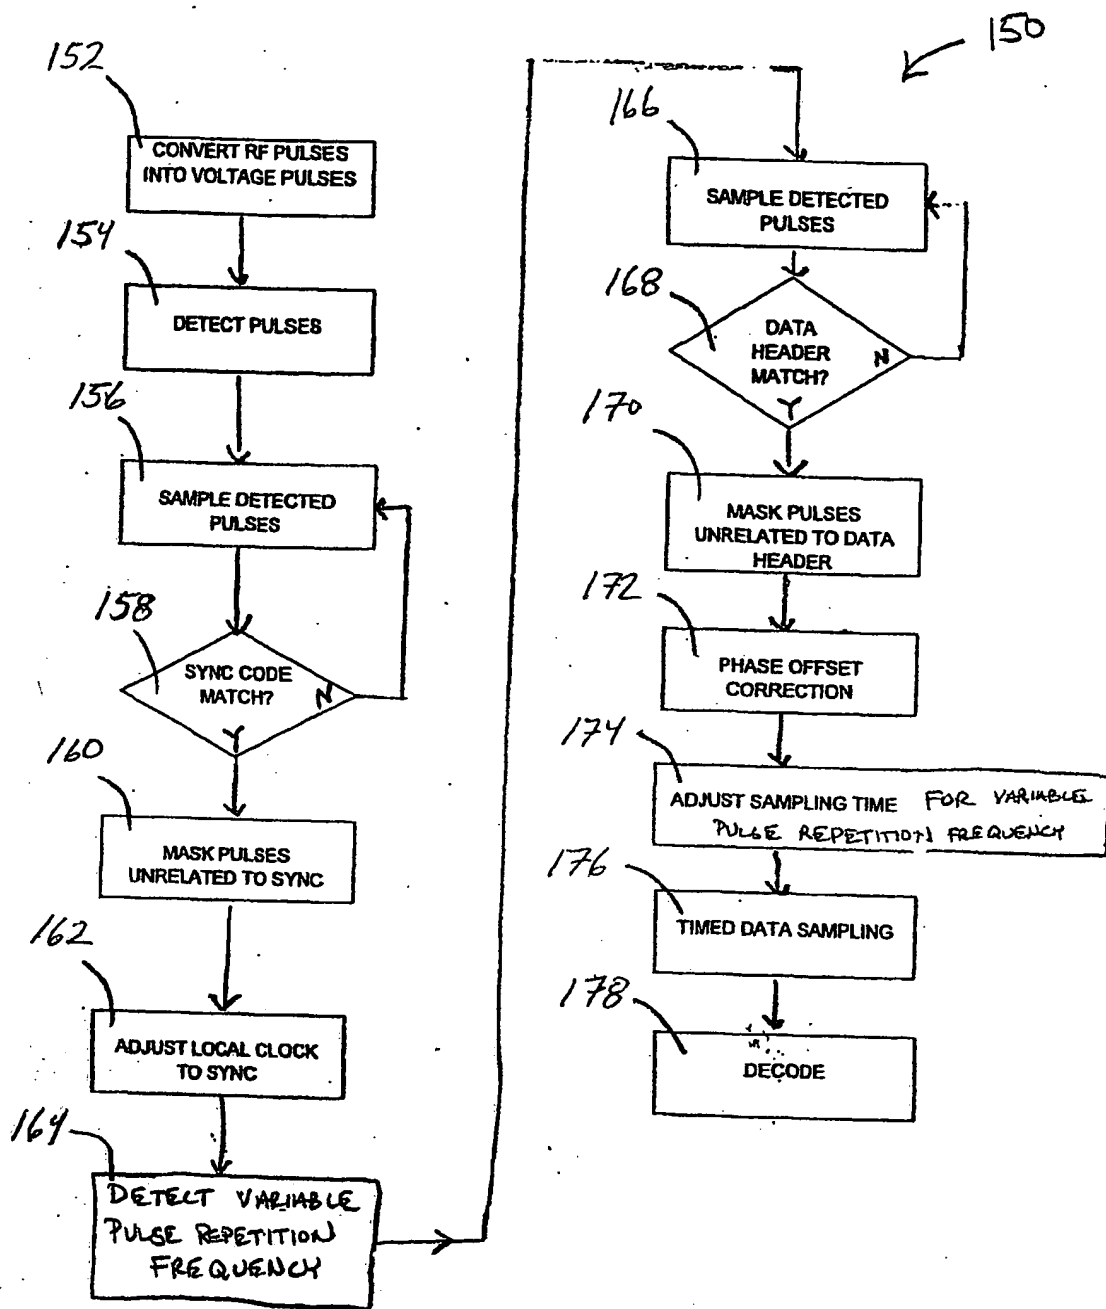 150
152
CONVERT RF PULSES
INTO VOLTAGE PULSES
154
DETECT PULSES
156
SAMPLE DETECTED
PULSES
158
SYNC CODE
MATCH?
N
Y
160
MASK PULSES
UNRELATED TO SYNC
162
ADJUST LOCAL CLOCK
TO SYNC
164
DETECT VARIABLE
PULSE REPETITION
FREQUENCY
166
SAMPLE DETECTED
PULSES
168
DATA
HEADER
MATCH?
N
Y
170
MASK PULSES
UNRELATED TO DATA
HEADER
172
PHASE OFFSET
CORRECTION
174
ADJUST SAMPLING TIME FOR VARIABLE
PULSE REPETITION FREQUENCY
176
TIMED DATA SAMPLING
178
DECODE